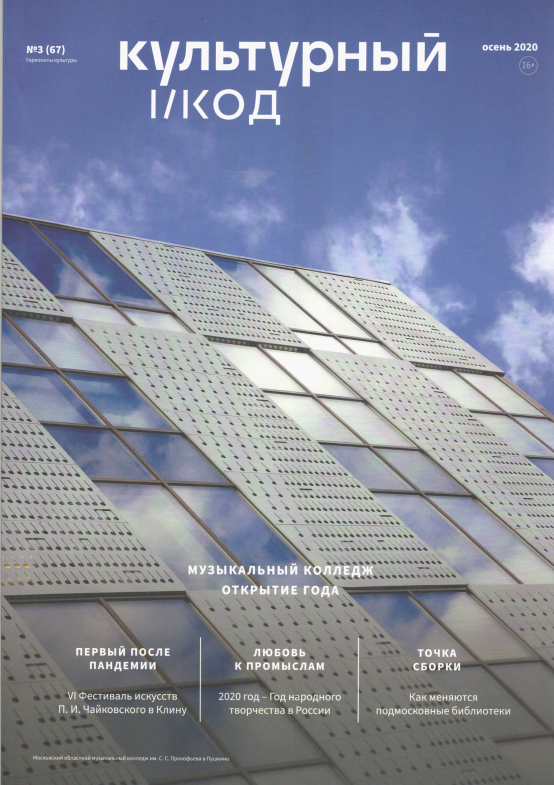 №3 (67)
Горизонты культуры
культурный
I/КОД
осень 2020
16+
МУЗЫКАЛЬНЫЙ КОЛЛЕДЖ
ОТКРЫТИЕ ГОДА
ПЕРВЫЙ ПОСЛЕ
ПАНДЕМИИ
VI Фестиваль искусств
П. И. Чайковского в Клину
ЛЮБОВЬ
К ПРОМЫСЛАМ
2020 год – Год народного
творчества в России
ТОЧКА
СБОРКИ
Как меняются
подмосковные библиотеки
Московский областной музыкальный колледж им. С. С. Прокофьева в Пушкино